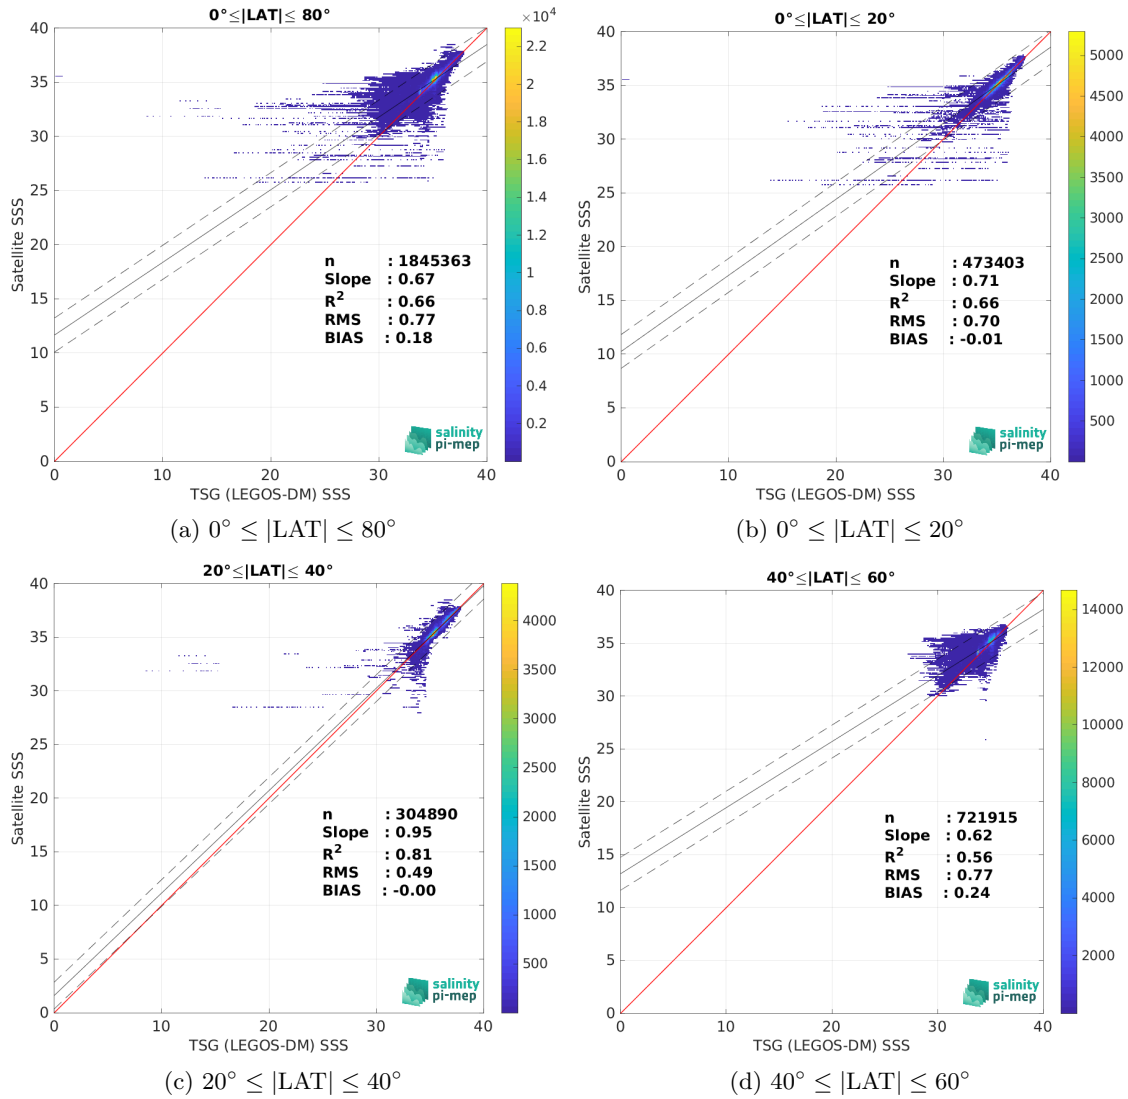 0°≤|LAT|≤ 80°
×10⁴
Satellite SSS
40
35
30
25
20
15
10
5
0
0
10
20
30
40
TSG (LEGOS-DM) SSS
n : 1845363
Slope : 0.67
R² : 0.66
RMS : 0.77
BIAS : 0.18
salinity
pi-mep
2.2
2
1.8
1.6
1.4
1.2
1
0.8
0.6
0.4
0.2
(a) 0° ≤ |LAT| ≤ 80°
0°≤|LAT|≤ 20°
Satellite SSS
40
35
30
25
20
15
10
5
0
0
10
20
30
40
TSG (LEGOS-DM) SSS
n : 473403
Slope : 0.71
R² : 0.66
RMS : 0.70
BIAS : -0.01
salinity
pi-mep
5000
4500
4000
3500
3000
2500
2000
1500
1000
500
(b) 0° ≤ |LAT| ≤ 20°
20°≤|LAT|≤ 40°
Satellite SSS
40
35
30
25
20
15
10
5
0
0
10
20
30
40
TSG (LEGOS-DM) SSS
n : 304890
Slope : 0.95
R² : 0.81
RMS : 0.49
BIAS : -0.00
salinity
pi-mep
4000
3500
3000
2500
2000
1500
1000
500
(c) 20° ≤ |LAT| ≤ 40°
40°≤|LAT|≤ 60°
Satellite SSS
40
35
30
25
20
15
10
5
0
0
10
20
30
40
TSG (LEGOS-DM) SSS
n : 721915
Slope : 0.62
R² : 0.56
RMS : 0.77
BIAS : 0.24
salinity
pi-mep
14000
12000
10000
8000
6000
4000
2000
(d) 40° ≤ |LAT| ≤ 60°